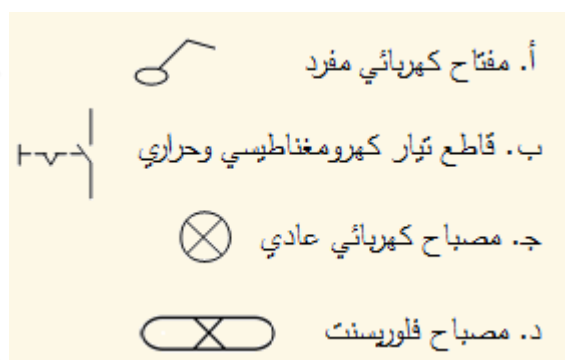 أ. مفتاح كهربائي مفرد
ب. قاطع تيار كهرومغناطيسي وحراري
ج. مصباح كهربائي عادي
د. مصباح فلوريسنت